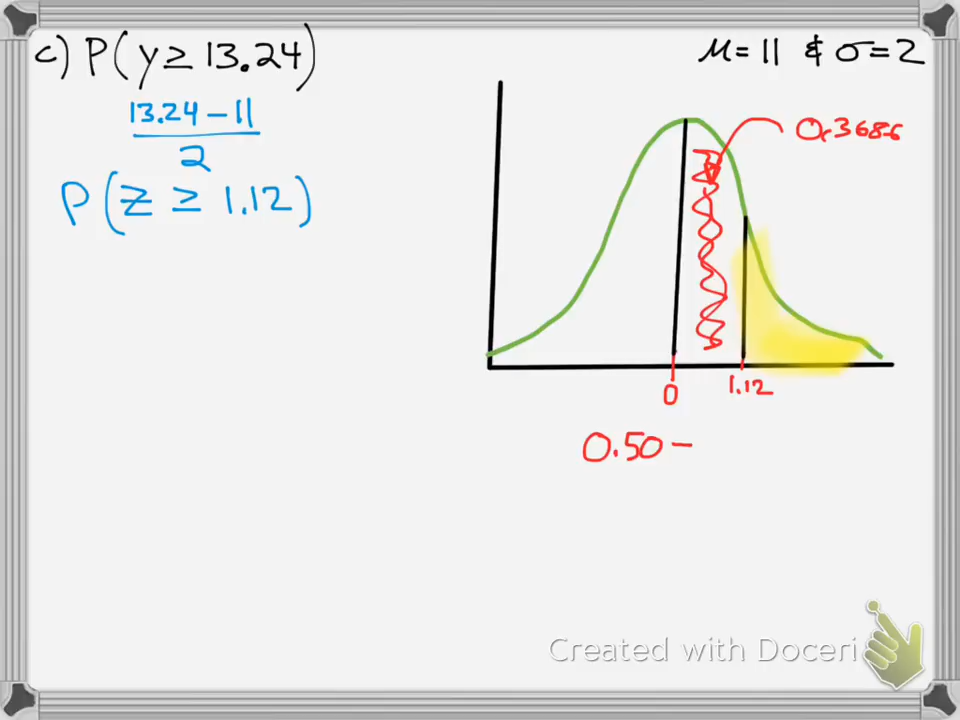 c) P(y ≥ 13.24)
μ = 11 & σ = 2
13.24 - 11
2
P(Z ≥ 1.12)
0.3686
0
1.12
0.50 -
Created with Doceri